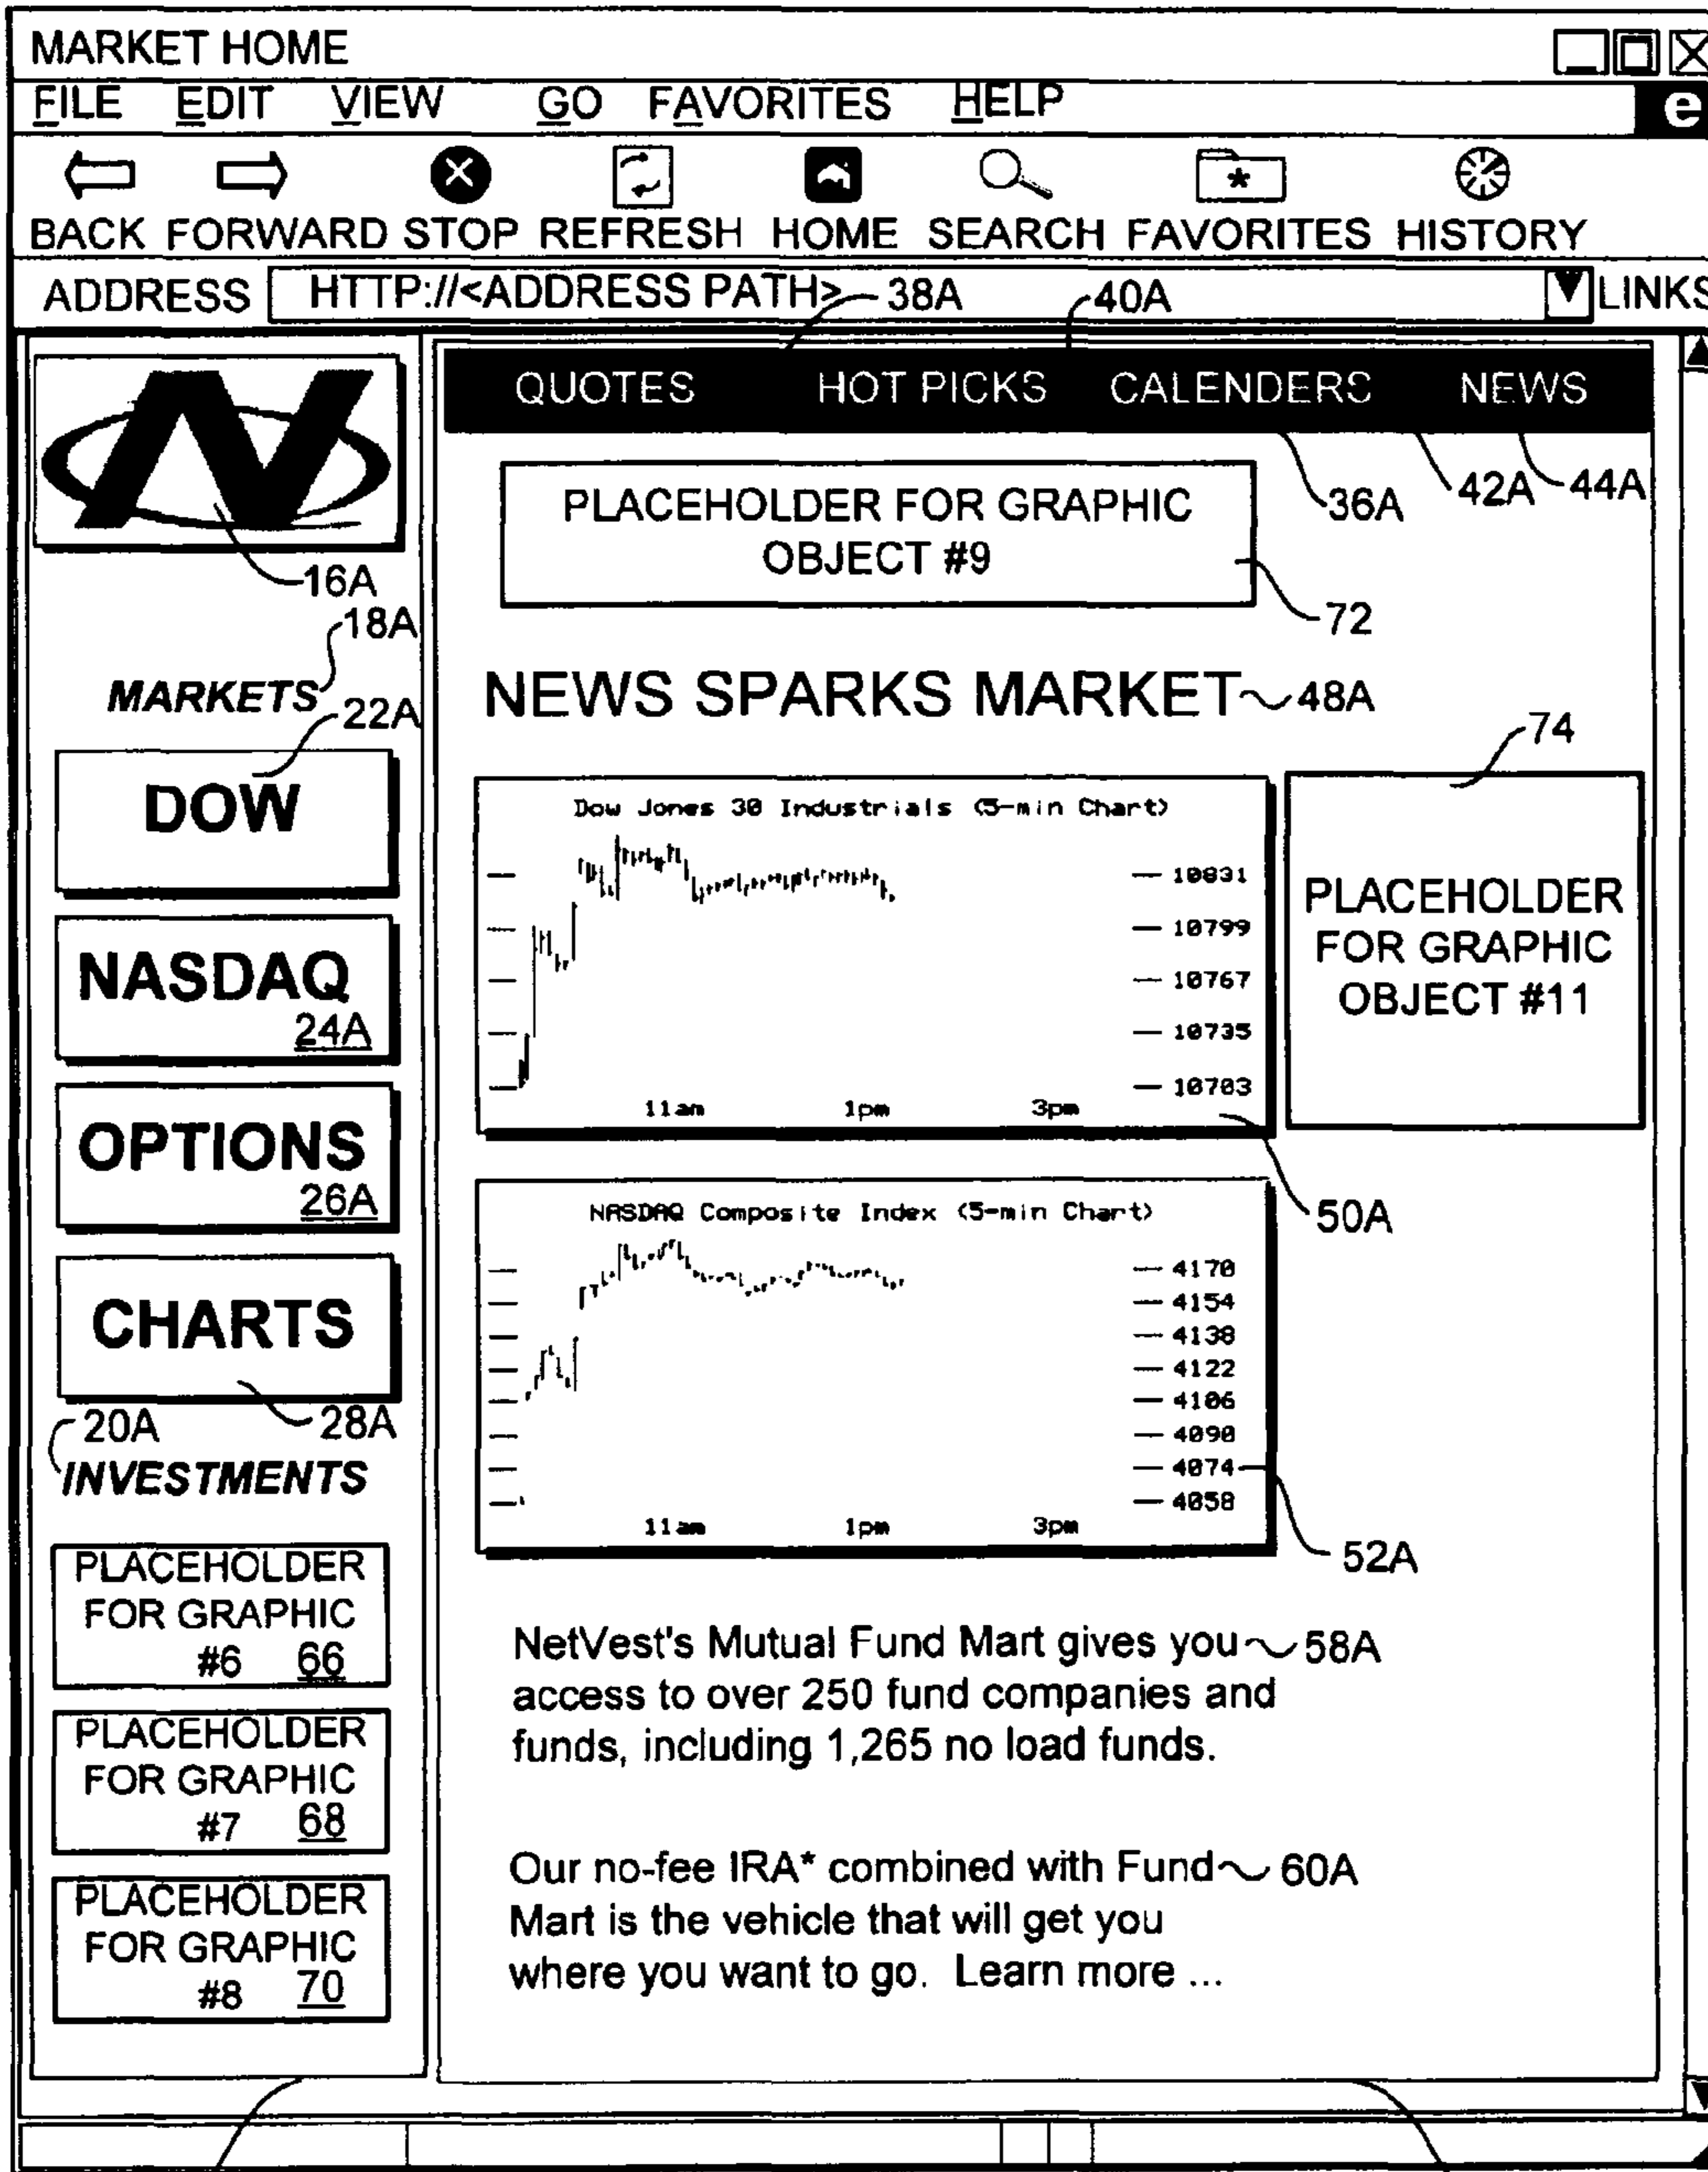 MARKET HOME
FILE EDIT VIEW GO FAVORITES HELP
e
BACK FORWARD STOP REFRESH HOME SEARCH FAVORITES HISTORY
ADDRESS HTTP://<ADDRESS PATH> LINKS
38A 40A
N
16A
18A
MARKETS
22A
DOW
NASDAQ
24A
OPTIONS
26A
CHARTS
28A
20A
INVESTMENTS
PLACEHOLDER
FOR GRAPHIC
#6 66
PLACEHOLDER
FOR GRAPHIC
#7 68
PLACEHOLDER
FOR GRAPHIC
#8 70
QUOTES HOT PICKS CALENDERS NEWS
36A 42A 44A
PLACEHOLDER FOR GRAPHIC
OBJECT #9
72
NEWS SPARKS MARKET 48A
74
Dow Jones 30 Industrials (5-min Chart)
10831
10799
10767
10735
10703
11am 1pm 3pm
50A
PLACEHOLDER
FOR GRAPHIC
OBJECT #11
NASDAQ Composite Index (5-min Chart)
4170
4154
4138
4122
4106
4090
4074
4058
11am 1pm 3pm
52A
NetVest's Mutual Fund Mart gives you 58A
access to over 250 fund companies and
funds, including 1,265 no load funds.
Our no-fee IRA* combined with Fund 60A
Mart is the vehicle that will get you
where you want to go. Learn more ...